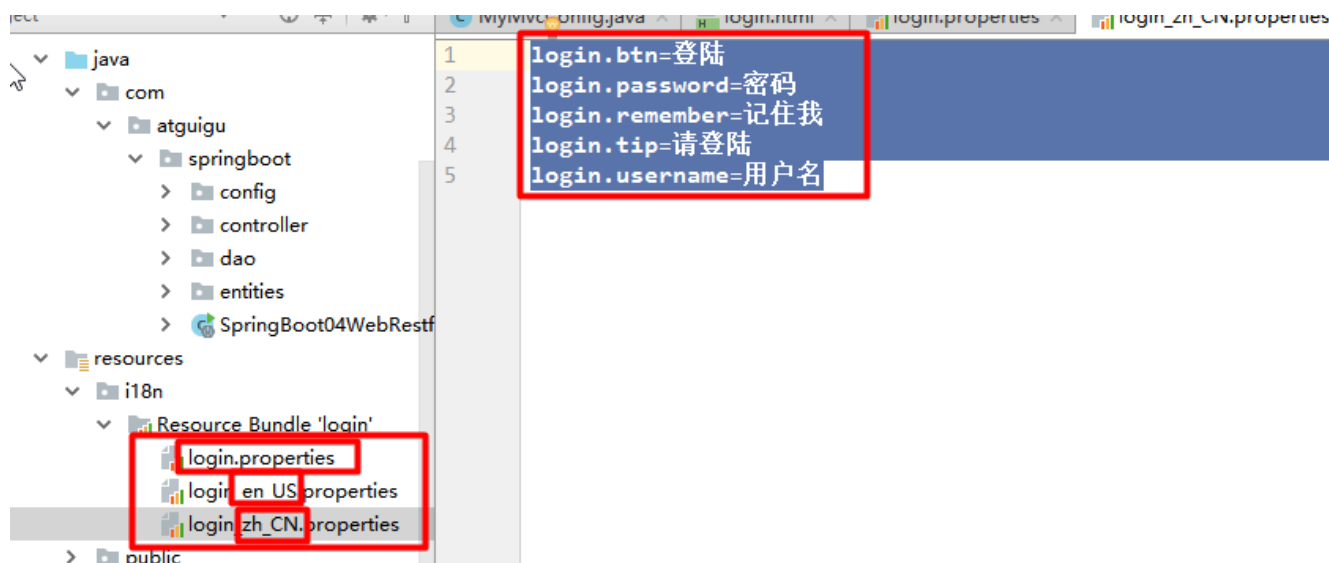 MyMvcConfig.java
login.html
login.properties
login_zh_CN.properties
java
com
atguigu
springboot
config
controller
dao
entities
SpringBoot04WebRestf
resources
i18n
Resource Bundle 'login'
login.properties
login_en_US.properties
login_zh_CN.properties
public
1 login.btn=登陆
2 login.password=密码
3 login.remember=记住我
4 login.tip=请登陆
5 login.username=用户名